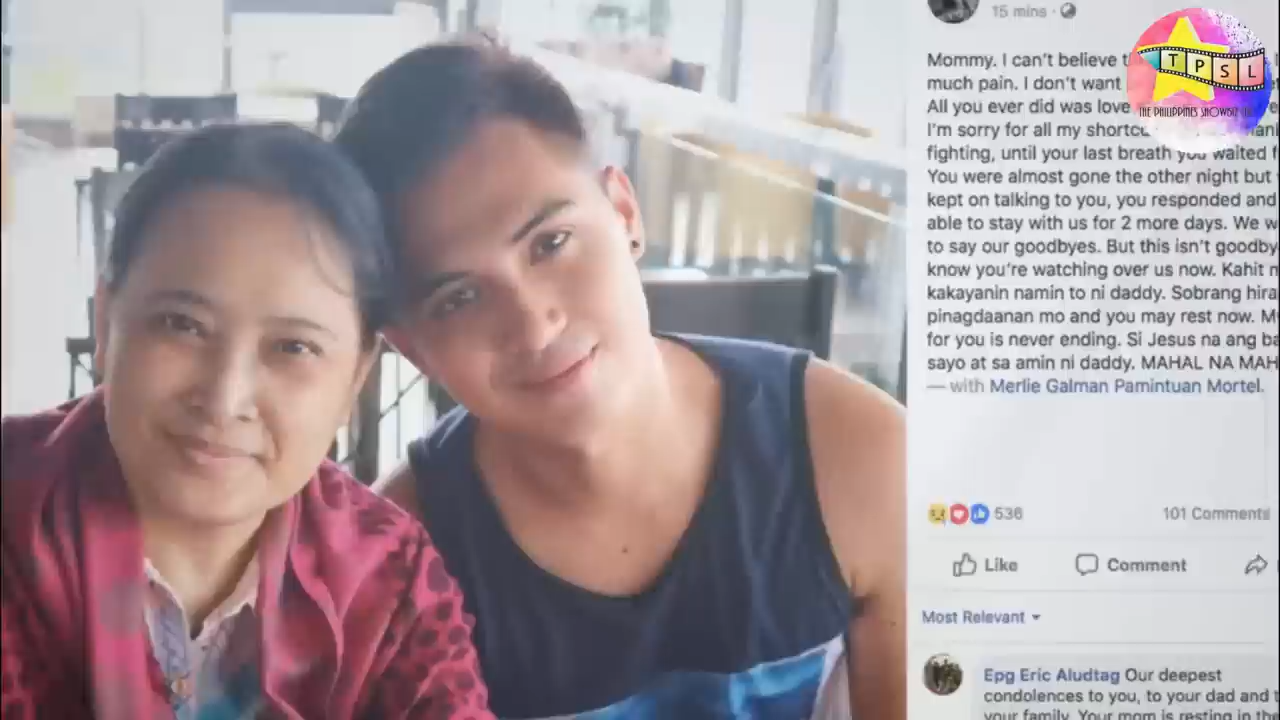 15 mins ·
T P S L
THE PHILIPPINES SHOWBIZ
Mommy. I can't believe
much pain. I don't want
All you ever did was love
I'm sorry for all my
fighting, until your last breath you waited
You were almost gone the other night but
kept on talking to you, you responded and
able to stay with us for 2 more days. We
to say our goodbyes. But this isn't
know you're watching over us now. Kahit
kakayanin namin to ni daddy. Sobrang
pinagdaanan mo and you may rest now.
for you is never ending. Si Jesus na ang
sayo at sa amin ni daddy. MAHAL NA
— with Merlie Galman Pamintuan Mortel.
536
101 Comments
Like
Comment
Most Relevant
Epg Eric Aludtag Our deepest
condolences to you, to your dad and
your family. Your mom is resting in the